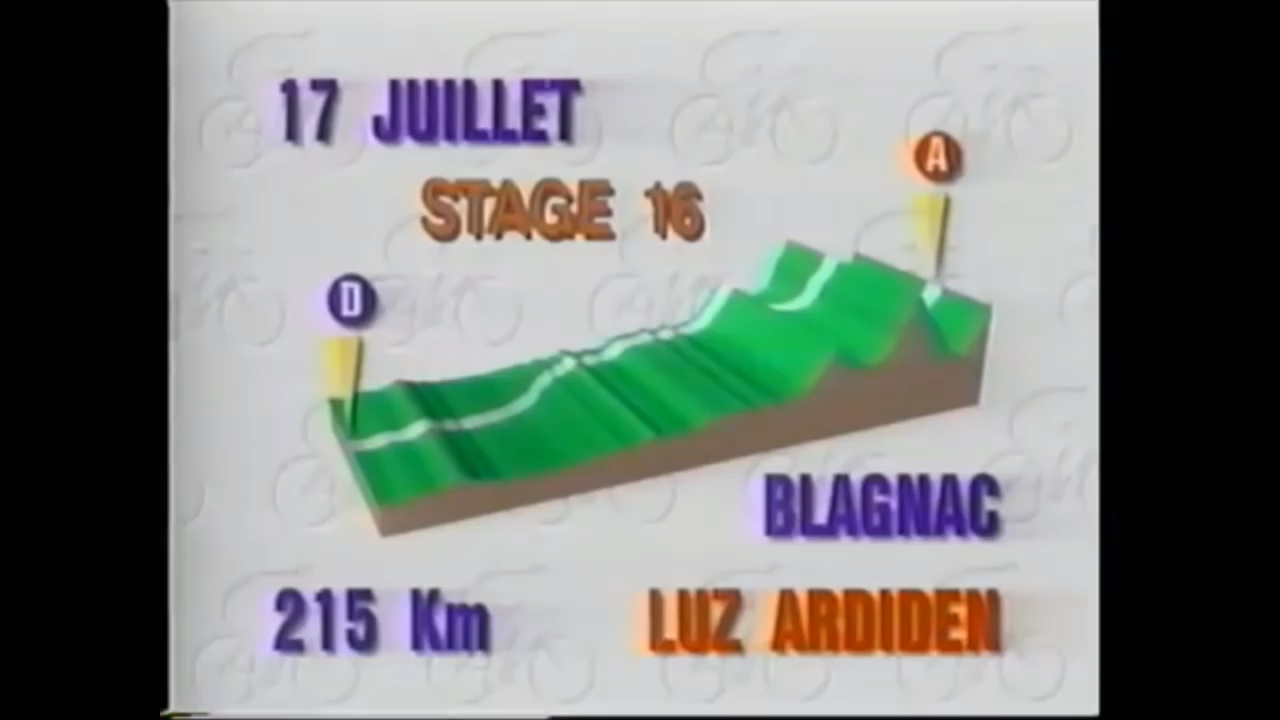 17 JUILLET
STAGE 16
A
D
BLAGNAC
215 Km
LUZ ARDIDEN